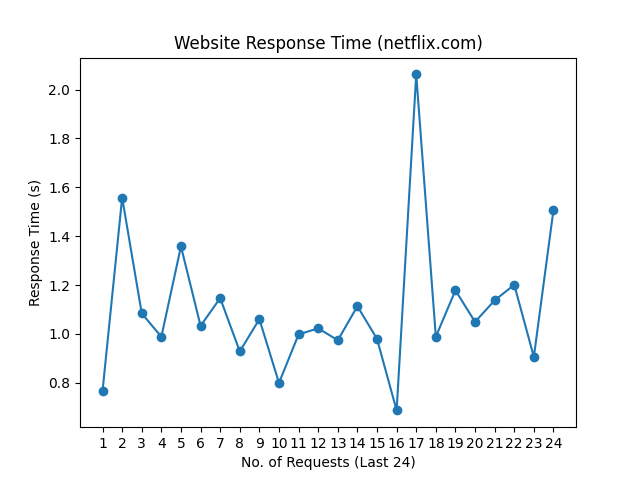 Website Response Time (netflix.com)
Response Time (s)
2.0
1.8
1.6
1.4
1.2
1.0
0.8
1 2 3 4 5 6 7 8 9 10 11 12 13 14 15 16 17 18 19 20 21 22 23 24
No. of Requests (Last 24)